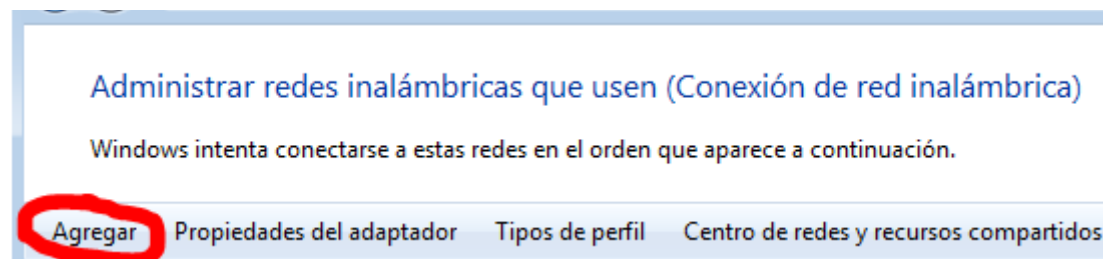 Administrar redes inalámbricas que usen (Conexión de red inalámbrica)
Windows intenta conectarse a estas redes en el orden que aparece a continuación.
Agregar Propiedades del adaptador Tipos de perfil Centro de redes y recursos compartidos